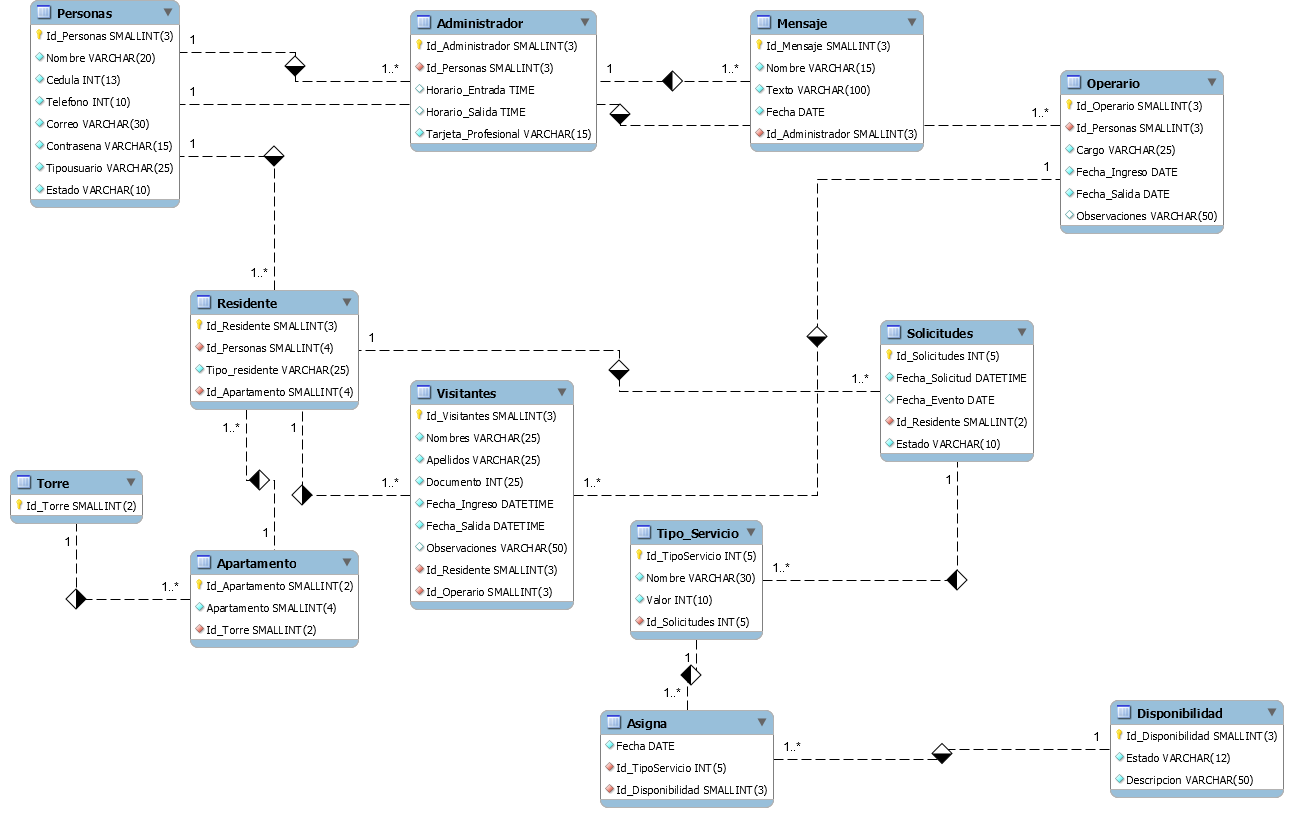 Personas
Id_Personas SMALLINT(3)
Nombre VARCHAR(20)
Cedula INT(13)
Telefono INT(10)
Correo VARCHAR(30)
Contrasena VARCHAR(15)
Tipousuario VARCHAR(25)
Estado VARCHAR(10)
1
1..*
1
1
1..*
Administrador
Id_Administrador SMALLINT(3)
Id_Personas SMALLINT(3)
Horario_Entrada TIME
Horario_Salida TIME
Tarjeta_Profesional VARCHAR(15)
1
1..*
Mensaje
Id_Mensaje SMALLINT(3)
Nombre VARCHAR(15)
Texto VARCHAR(100)
Fecha DATE
Id_Administrador SMALLINT(3)
1..*
1
Operario
Id_Operario SMALLINT(3)
Id_Personas SMALLINT(3)
Cargo VARCHAR(25)
Fecha_Ingreso DATE
Fecha_Salida DATE
Observaciones VARCHAR(50)
Residente
Id_Residente SMALLINT(3)
Id_Personas SMALLINT(4)
Tipo_residente VARCHAR(25)
Id_Apartamento SMALLINT(4)
1
1..*
1..*
1
1
1..*
Visitantes
Id_Visitantes SMALLINT(3)
Nombres VARCHAR(25)
Apellidos VARCHAR(25)
Documento INT(25)
Fecha_Ingreso DATETIME
Fecha_Salida DATETIME
Observaciones VARCHAR(50)
Id_Residente SMALLINT(3)
Id_Operario SMALLINT(3)
1..*
Solicitudes
Id_Solicitudes INT(5)
Fecha_Solicitud DATETIME
Fecha_Evento DATE
Id_Residente SMALLINT(2)
Estado VARCHAR(10)
1
1..*
Torre
Id_Torre SMALLINT(2)
1
1..*
Apartamento
Id_Apartamento SMALLINT(2)
Apartamento SMALLINT(4)
Id_Torre SMALLINT(2)
Tipo_Servicio
Id_TipoServicio INT(5)
Nombre VARCHAR(30)
Valor INT(10)
Id_Solicitudes INT(5)
1
1..*
Asigna
Fecha DATE
Id_TipoServicio INT(5)
Id_Disponibilidad SMALLINT(3)
1..*
1
Disponibilidad
Id_Disponibilidad SMALLINT(3)
Estado VARCHAR(12)
Descripcion VARCHAR(50)